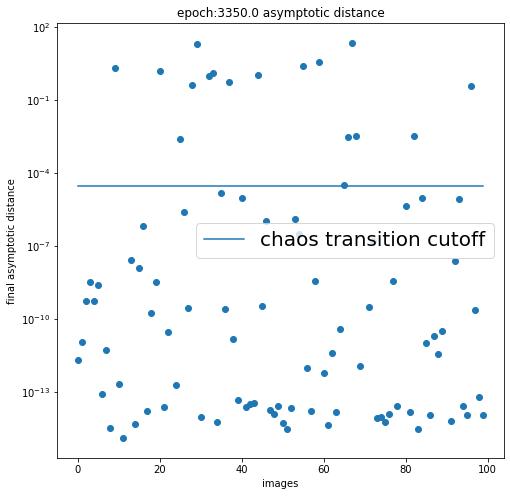 epoch:3350.0 asymptotic distance
final asymptotic distance
10²
10⁻¹
10⁻⁴
10⁻⁷
10⁻¹⁰
10⁻¹³
chaos transition cutoff
0 20 40 60 80 100
images